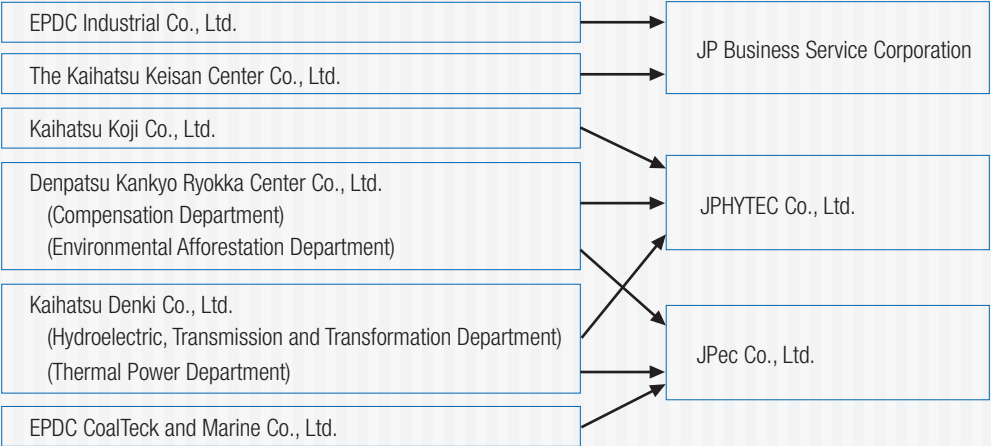 EPDC Industrial Co., Ltd.
The Kaihatsu Keisan Center Co., Ltd.
JP Business Service Corporation
Kaihatsu Koji Co., Ltd.
Denpatsu Kankyo Ryokka Center Co., Ltd.
(Compensation Department)
(Environmental Afforestation Department)
JPHYTEC Co., Ltd.
Kaihatsu Denki Co., Ltd.
(Hydroelectric, Transmission and Transformation Department)
(Thermal Power Department)
EPDC CoalTeck and Marine Co., Ltd.
JPec Co., Ltd.